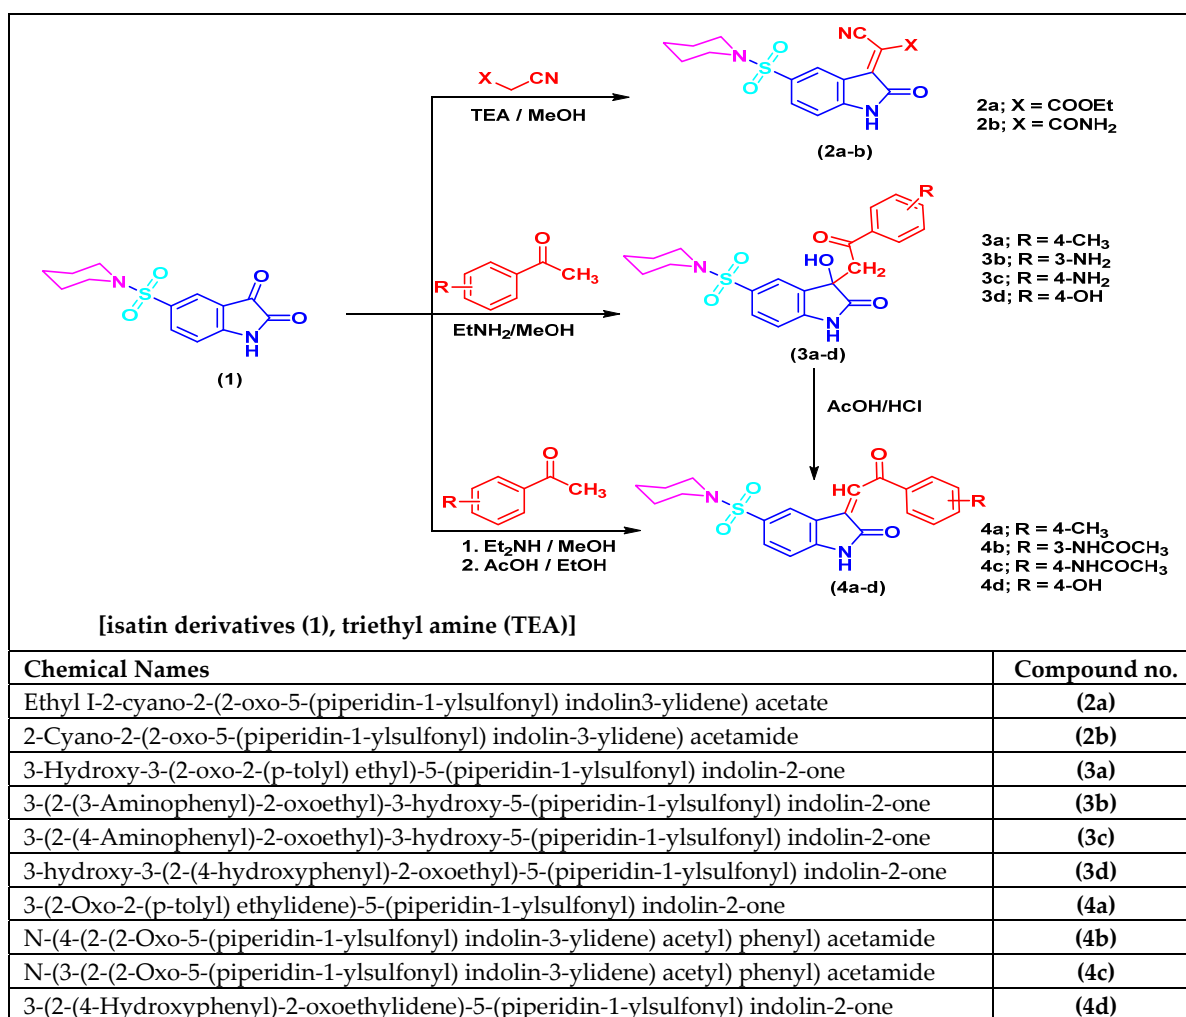 NC
X
N
O
S
O
O
N
H
X
CN
TEA / MeOH
2a; X = COOEt
2b; X = CONH2
(2a-b)
R
O
HO
CH2
N
O
S
O
O
N
H
O
CH3
R
EtNH2/MeOH
3a; R = 4-CH3
3b; R = 3-NH2
3c; R = 4-NH2
3d; R = 4-OH
(3a-d)
N
O
S
O
O
O
N
H
(1)
AcOH/HCl
O
CH3
R
1. Et2NH / MeOH
2. AcOH / EtOH
O
HC
R
N
O
S
O
O
N
H
4a; R = 4-CH3
4b; R = 3-NHCOCH3
4c; R = 4-NHCOCH3
4d; R = 4-OH
(4a-d)
[isatin derivatives (1), triethyl amine (TEA)]
Chemical Names Compound no.
Ethyl I-2-cyano-2-(2-oxo-5-(piperidin-1-ylsulfonyl) indolin3-ylidene) acetate (2a)
2-Cyano-2-(2-oxo-5-(piperidin-1-ylsulfonyl) indolin-3-ylidene) acetamide (2b)
3-Hydroxy-3-(2-oxo-2-(p-tolyl) ethyl)-5-(piperidin-1-ylsulfonyl) indolin-2-one (3a)
3-(2-(3-Aminophenyl)-2-oxoethyl)-3-hydroxy-5-(piperidin-1-ylsulfonyl) indolin-2-one (3b)
3-(2-(4-Aminophenyl)-2-oxoethyl)-3-hydroxy-5-(piperidin-1-ylsulfonyl) indolin-2-one (3c)
3-hydroxy-3-(2-(4-hydroxyphenyl)-2-oxoethyl)-5-(piperidin-1-ylsulfonyl) indolin-2-one (3d)
3-(2-Oxo-2-(p-tolyl) ethylidene)-5-(piperidin-1-ylsulfonyl) indolin-2-one (4a)
N-(4-(2-(2-Oxo-5-(piperidin-1-ylsulfonyl) indolin-3-ylidene) acetyl) phenyl) acetamide (4b)
N-(3-(2-(2-Oxo-5-(piperidin-1-ylsulfonyl) indolin-3-ylidene) acetyl) phenyl) acetamide (4c)
3-(2-(4-Hydroxyphenyl)-2-oxoethylidene)-5-(piperidin-1-ylsulfonyl) indolin-2-one (4d)